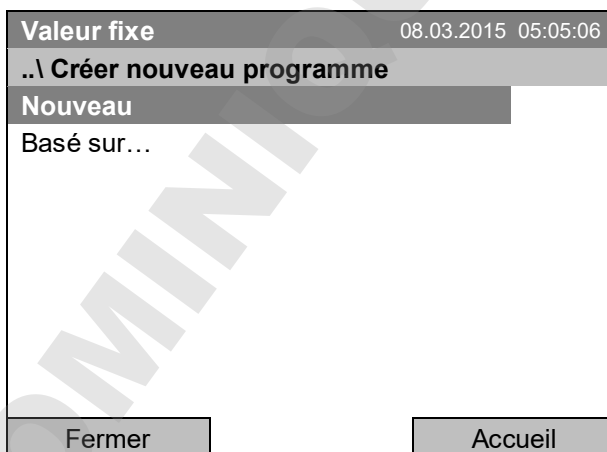 Valeur fixe 08.03.2015 05:05:06
..\ Créer nouveau programme
Nouveau
Basé sur…
Fermer Accueil